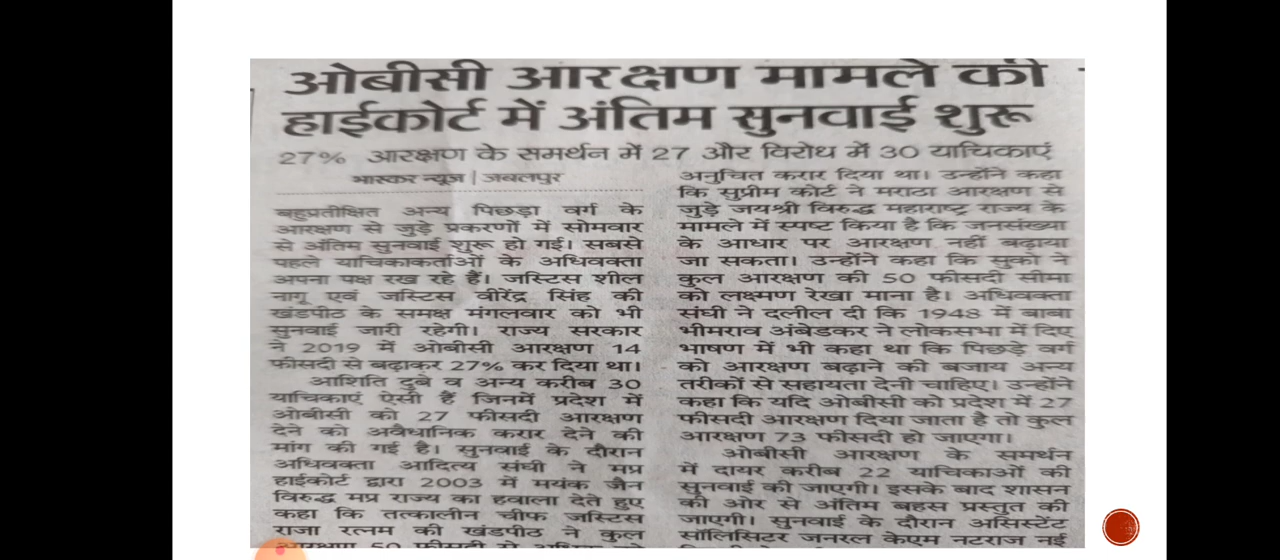 ओबीसी आरक्षण मामले की
हाईकोर्ट में अंतिम सुनवाई शुरू
27% आरक्षण के समर्थन में 27 और विरोध में 30 याचिकाएं
भास्कर न्यूज | जबलपुर
बहुप्रतीक्षित अन्य पिछड़ा वर्ग के
आरक्षण से जुड़े प्रकरणों में सोमवार
से अंतिम सुनवाई शुरू हो गई। सबसे
पहले याचिकाकर्ताओं के अधिवक्ता
अपना पक्ष रख रहे हैं। जस्टिस शील
नागू एवं जस्टिस वीरेंद्र सिंह की
खंडपीठ के समक्ष मंगलवार को भी
सुनवाई जारी रहेगी। राज्य सरकार
ने 2019 में ओबीसी आरक्षण 14
फीसदी से बढ़ाकर 27% कर दिया था।
आशिति दुबे व अन्य करीब 30
याचिकाएं ऐसी हैं जिनमें प्रदेश में
ओबीसी को 27 फीसदी आरक्षण
देने को अवैधानिक करार देने की
मांग की गई है। सुनवाई के दौरान
अधिवक्ता आदित्य संघी ने मप्र
हाईकोर्ट द्वारा 2003 में मयंक जैन
विरुद्ध मप्र राज्य का हवाला देते हुए
कहा कि तत्कालीन चीफ जस्टिस
राजा रत्नम की खंडपीठ ने कुल
आरक्षण 50 फीसदी से अधिक
अनुचित करार दिया था। उन्होंने कहा
कि सुप्रीम कोर्ट ने मराठा आरक्षण से
जुड़े जयश्री विरुद्ध महाराष्ट्र राज्य के
मामले में स्पष्ट किया है कि जनसंख्या
के आधार पर आरक्षण नहीं बढ़ाया
जा सकता। उन्होंने कहा कि सुको ने
कुल आरक्षण की 50 फीसदी सीमा
को लक्ष्मण रेखा माना है। अधिवक्ता
संघी ने दलील दी कि 1948 में बाबा
भीमराव अंबेडकर ने लोकसभा में दिए
भाषण में भी कहा था कि पिछड़े वर्ग
को आरक्षण बढ़ाने की बजाय अन्य
तरीकों से सहायता देनी चाहिए। उन्होंने
कहा कि यदि ओबीसी को प्रदेश में 27
फीसदी आरक्षण दिया जाता है तो कुल
आरक्षण 73 फीसदी हो जाएगा।
ओबीसी आरक्षण के समर्थन
में दायर करीब 22 याचिकाओं की
सुनवाई की जाएगी। इसके बाद शासन
की ओर से अंतिम बहस प्रस्तुत की
जाएगी। सुनवाई के दौरान असिस्टेंट
सॉलिसिटर जनरल केएम नटराज नई